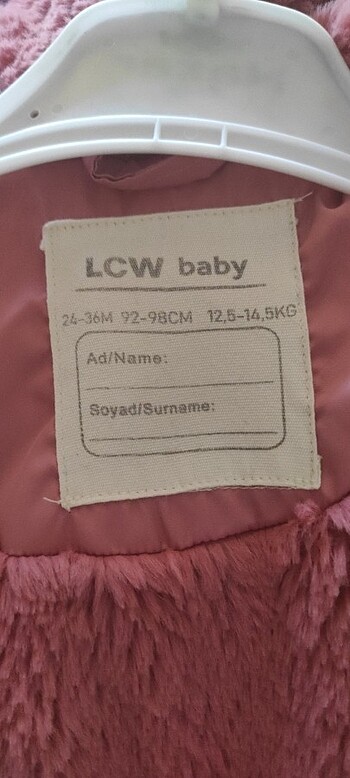 LCW baby
24-36M 92-98CM 12,5-14,5KG
Ad/Name:
Soyad/Surname: